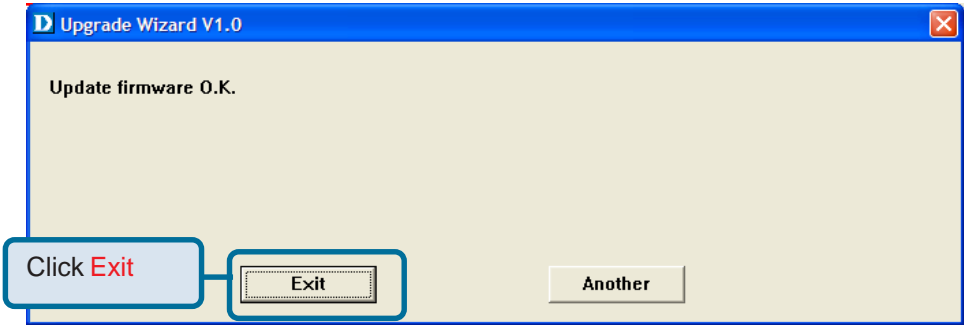 D Upgrade Wizard V1.0
Update firmware O.K.
Click Exit
Exit
Another